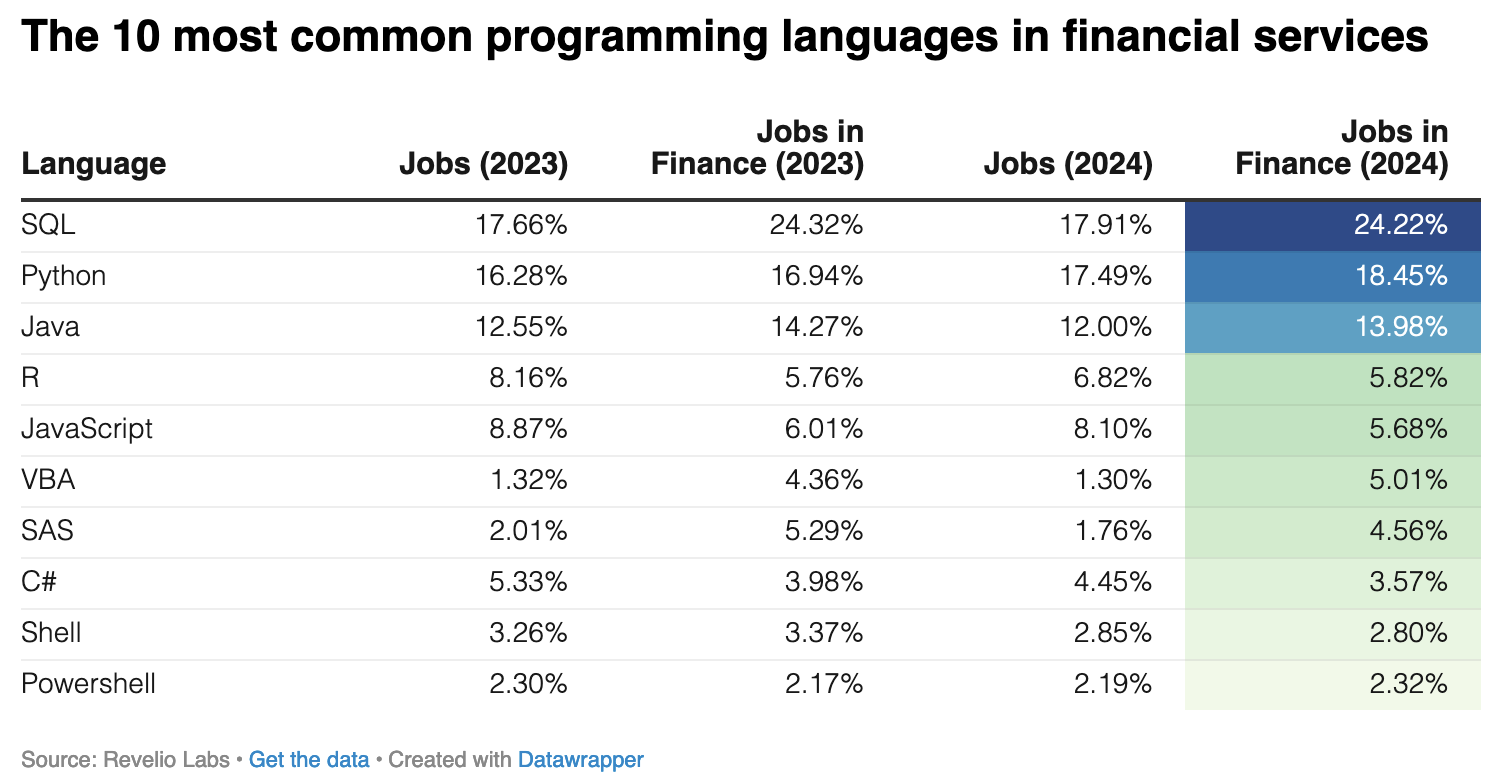 The 10 most common programming languages in financial services
Language Jobs (2023) Jobs in Finance (2023) Jobs (2024) Jobs in Finance (2024)
SQL 17.66% 24.32% 17.91% 24.22%
Python 16.28% 16.94% 17.49% 18.45%
Java 12.55% 14.27% 12.00% 13.98%
R 8.16% 5.76% 6.82% 5.82%
JavaScript 8.87% 6.01% 8.10% 5.68%
VBA 1.32% 4.36% 1.30% 5.01%
SAS 2.01% 5.29% 1.76% 4.56%
C# 5.33% 3.98% 4.45% 3.57%
Shell 3.26% 3.37% 2.85% 2.80%
Powershell 2.30% 2.17% 2.19% 2.32%
Source: Revelio Labs • Get the data • Created with Datawrapper